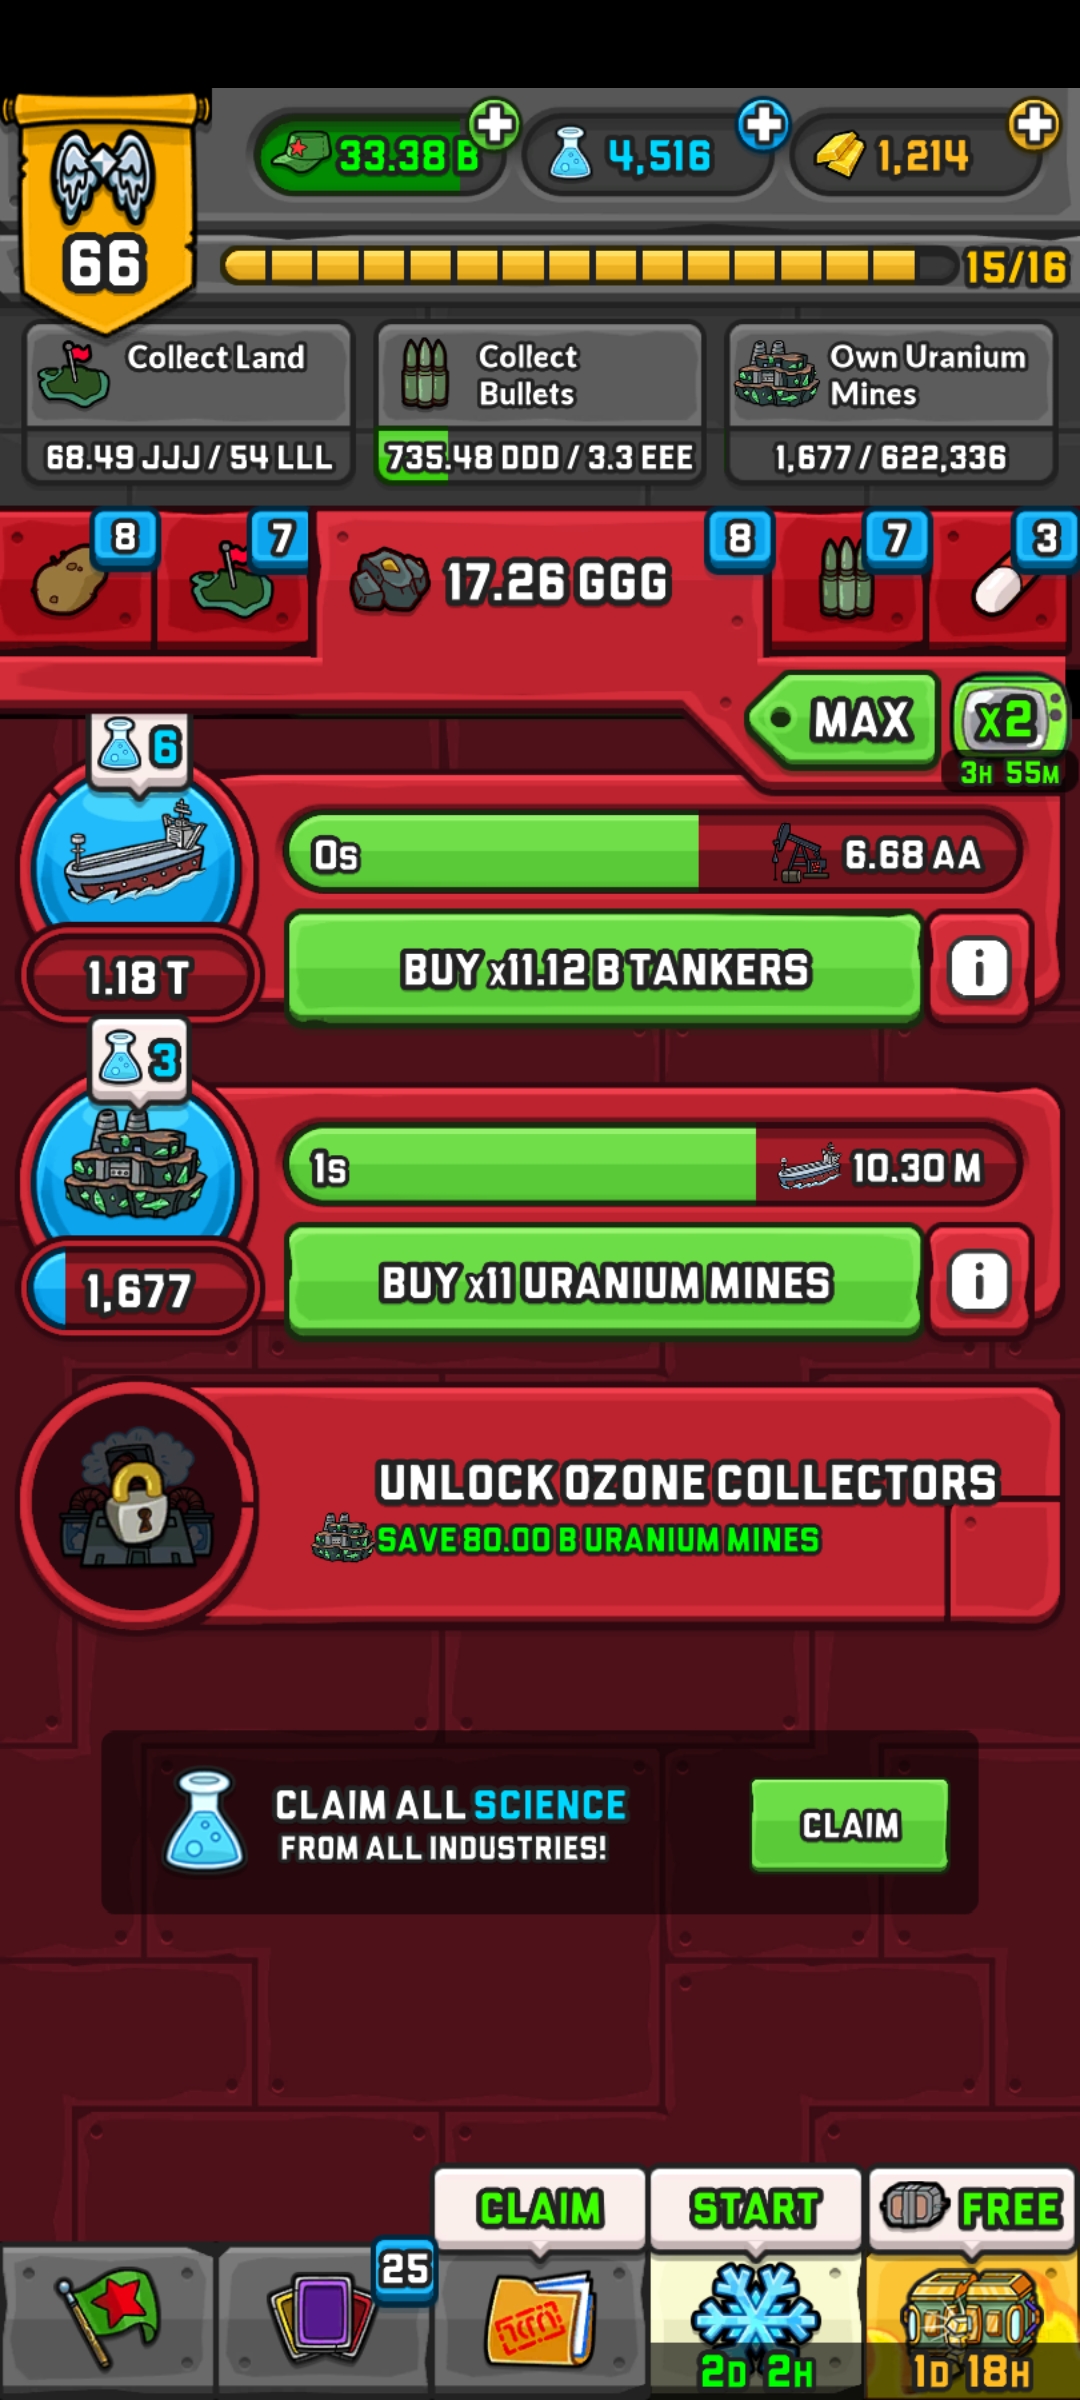 33.38 B
4,516
1,214
66
15/16
Collect Land
Collect
Bullets
Own Uranium
Mines
68.49 JJJ / 54 LLL
735.48 DDD / 3.3 EEE
1,677 / 622,336
8
7
17.26 GGG
8
7
3
MAX
x2
3H 55M
6
0s
6.68 AA
1.18 T
BUY x11.12 B TANKERS
i
3
1s
10.30 M
1,677
BUY x11 URANIUM MINES
i
UNLOCK OZONE COLLECTORS
SAVE 80.00 B URANIUM MINES
CLAIM ALL SCIENCE
FROM ALL INDUSTRIES!
CLAIM
CLAIM
START
FREE
25
2D 2H
1D 18H